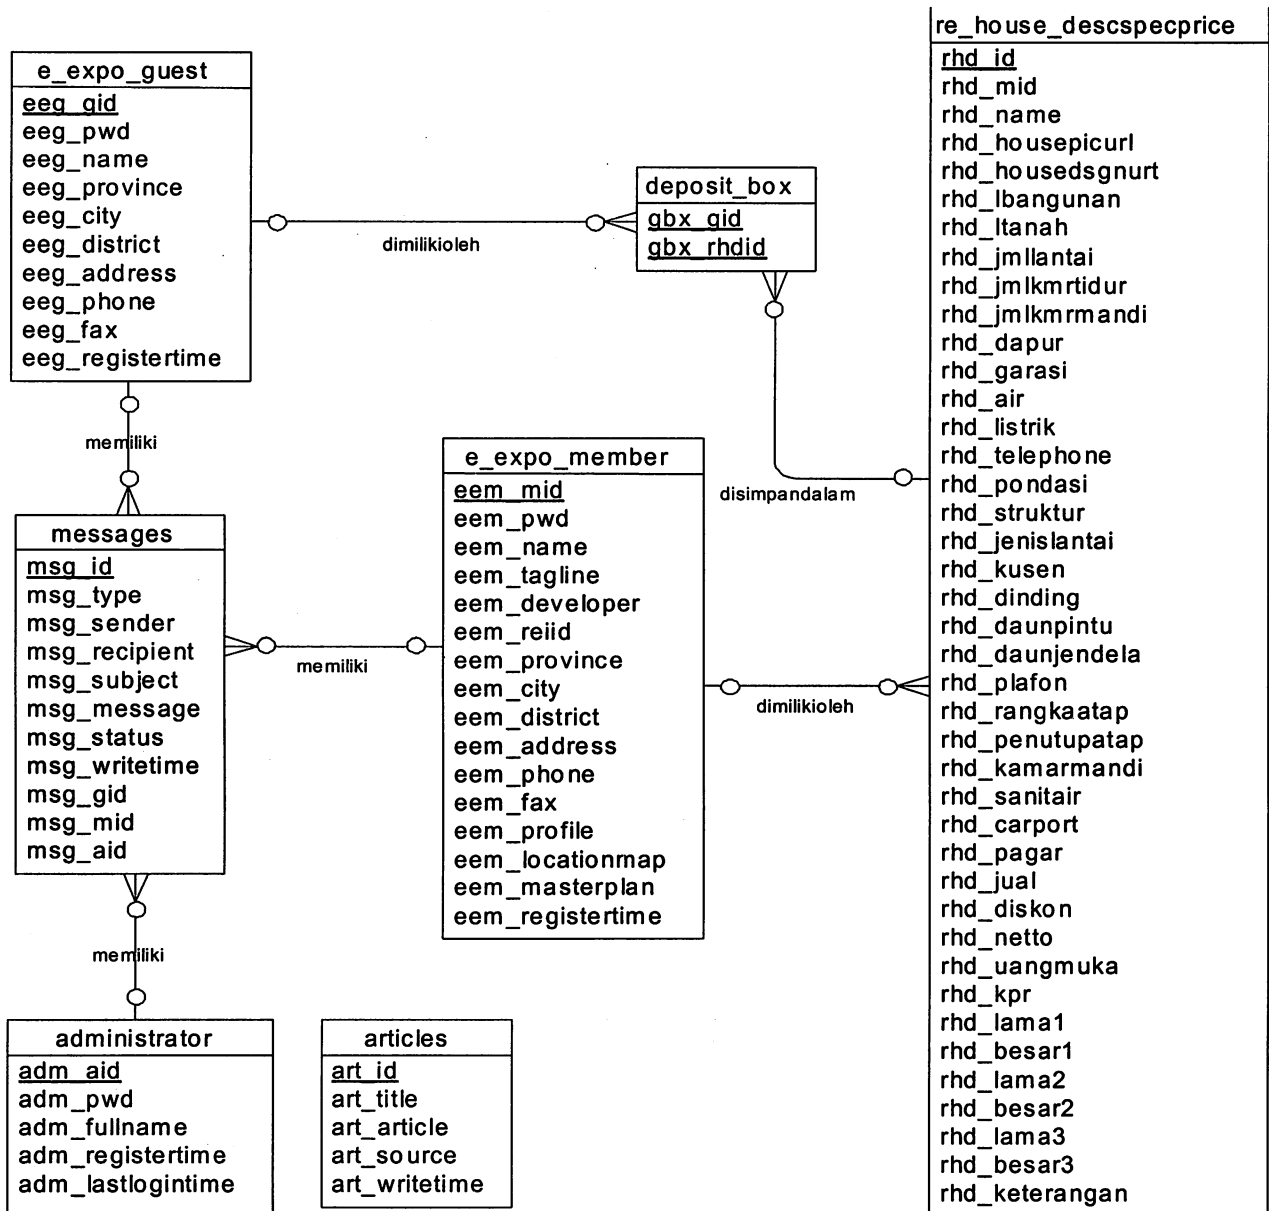 e_expo_guest
eeg_gid
eeg_pwd
eeg_name
eeg_province
eeg_city
eeg_district
eeg_address
eeg_phone
eeg_fax
eeg_registertime
dimilikioleh
deposit_box
gbx_gid
gbx_rhdid
disimpandalam
memiliki
messages
msg_id
msg_type
msg_sender
msg_recipient
msg_subject
msg_message
msg_status
msg_writetime
msg_gid
msg_mid
msg_aid
memiliki
e_expo_member
eem_mid
eem_pwd
eem_name
eem_tagline
eem_developer
eem_reiid
eem_province
eem_city
eem_district
eem_address
eem_phone
eem_fax
eem_profile
eem_locationmap
eem_masterplan
eem_registertime
dimilikioleh
memiliki
administrator
adm_aid
adm_pwd
adm_fullname
adm_registertime
adm_lastlogintime
articles
art_id
art_title
art_article
art_source
art_writetime
re_house_descspecprice
rhd_id
rhd_mid
rhd_name
rhd_housepicurl
rhd_housedsgnurt
rhd_lbangunan
rhd_ltanah
rhd_jmllantai
rhd_jmlkmrtidur
rhd_jmlkmrmandi
rhd_dapur
rhd_garasi
rhd_air
rhd_listrik
rhd_telephone
rhd_pondasi
rhd_struktur
rhd_jenislantai
rhd_kusen
rhd_dinding
rhd_daunpintu
rhd_daunjendela
rhd_plafon
rhd_rangkaatap
rhd_penutupatap
rhd_kamarmandi
rhd_sanitair
rhd_carport
rhd_pagar
rhd_jual
rhd_diskon
rhd_netto
rhd_uangmuka
rhd_kpr
rhd_lama1
rhd_besar1
rhd_lama2
rhd_besar2
rhd_lama3
rhd_besar3
rhd_keterangan